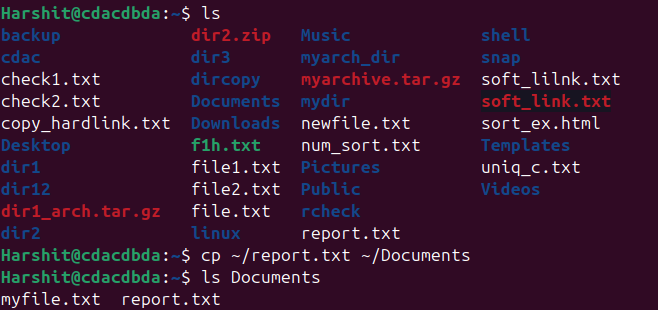 Harshit@cdacdbda:~$ ls
backup dir2.zip Music shell
cdac dir3 myarch_dir snap
check1.txt dircopy myarchive.tar.gz soft_lilnk.txt
check2.txt Documents mydir soft_link.txt
copy_hardlink.txt Downloads newfile.txt sort_ex.html
Desktop f1h.txt num_sort.txt Templates
dir1 file1.txt Pictures uniq_c.txt
dir12 file2.txt Public Videos
dir1_arch.tar.gz file.txt rcheck
dir2 linux report.txt
Harshit@cdacdbda:~$ cp ~/report.txt ~/Documents
Harshit@cdacdbda:~$ ls Documents
myfile.txt report.txt